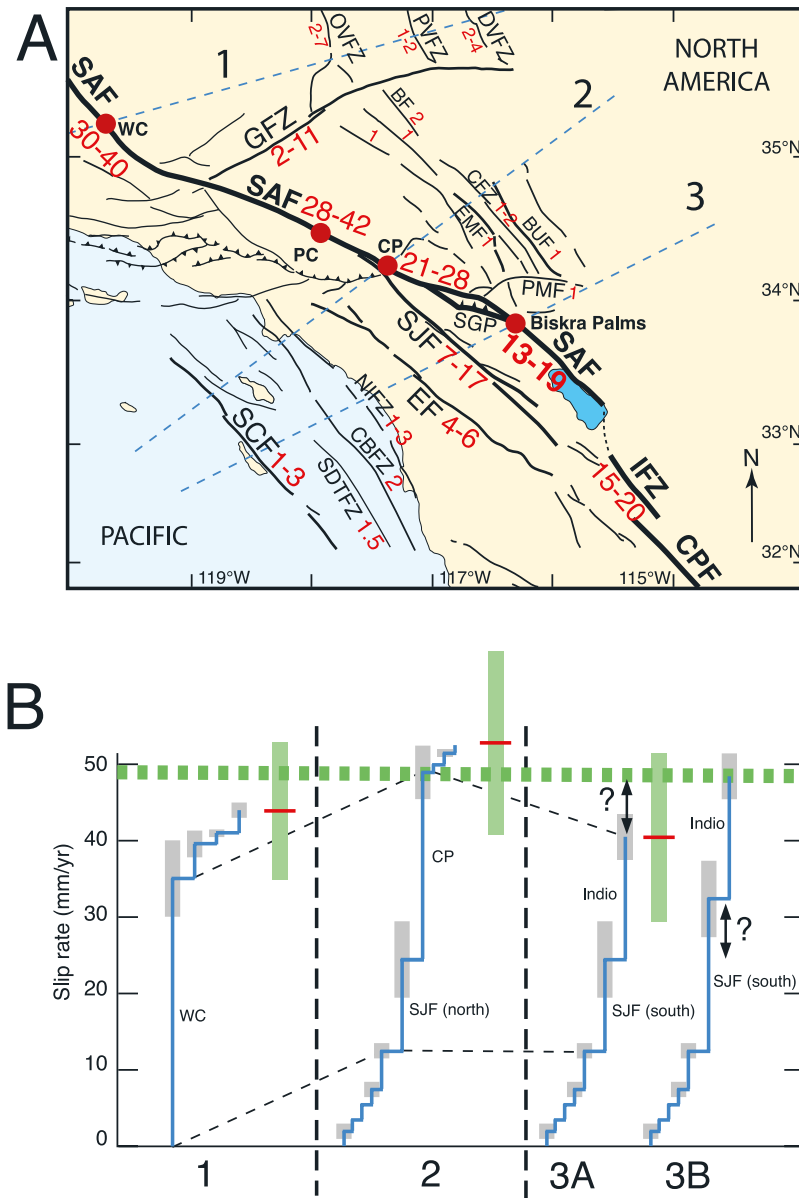 A
OVFZ
2-7
PVFZ
1-2
DVFZ
2-4
NORTH
AMERICA
1
SAF
WC
30-40
GFZ
2-11
BF 2
1
1
2
35°N
SAF 28-42
PC
CP
21-28
CEZ 1-2
EMF 1
BUF 1
3
PMF 1
34°N
SGP
Biskra Palms
SAF
13-19
SJF 7-17
EF 4-6
NIFZ 1-3
CBFZ 2
SCF 1-3
SDTFZ 1.5
33°N
IFZ
15-20
N
CPF
PACIFIC
32°N
119°W
117°W
115°W
B
Slip rate (mm/yr)
50
40
30
20
10
0
WC
CP
SJF (north)
?
Indio
SJF (south)
Indio
?
SJF (south)
1
2
3A
3B